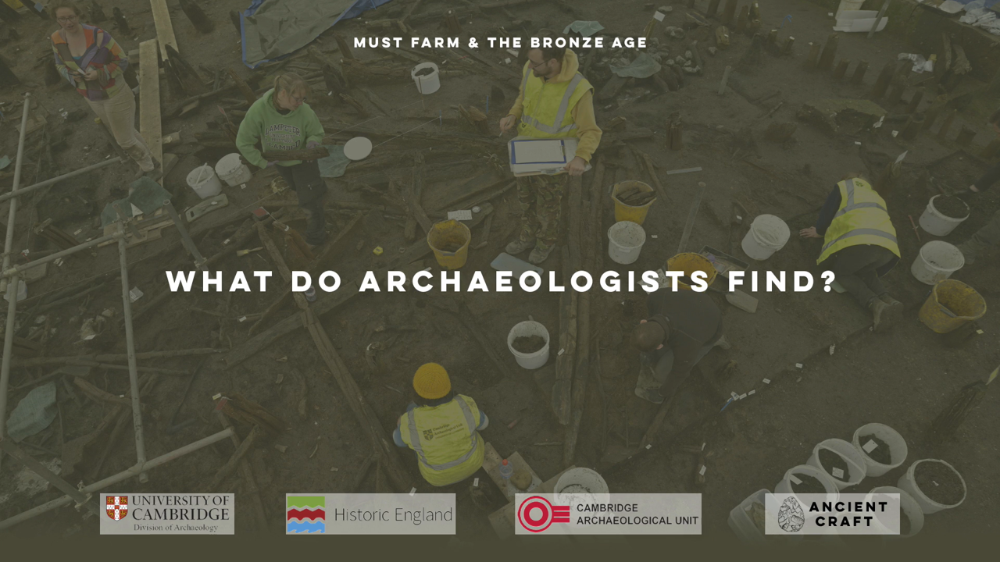 MUST FARM & THE BRONZE AGE
LAMPETER
WHAT DO ARCHAEOLOGISTS FIND?
UNIVERSITY OF
CAMBRIDGE
Division of Archaeology
Historic England
CAMBRIDGE
ARCHAEOLOGICAL UNIT
ANCIENT
CRAFT